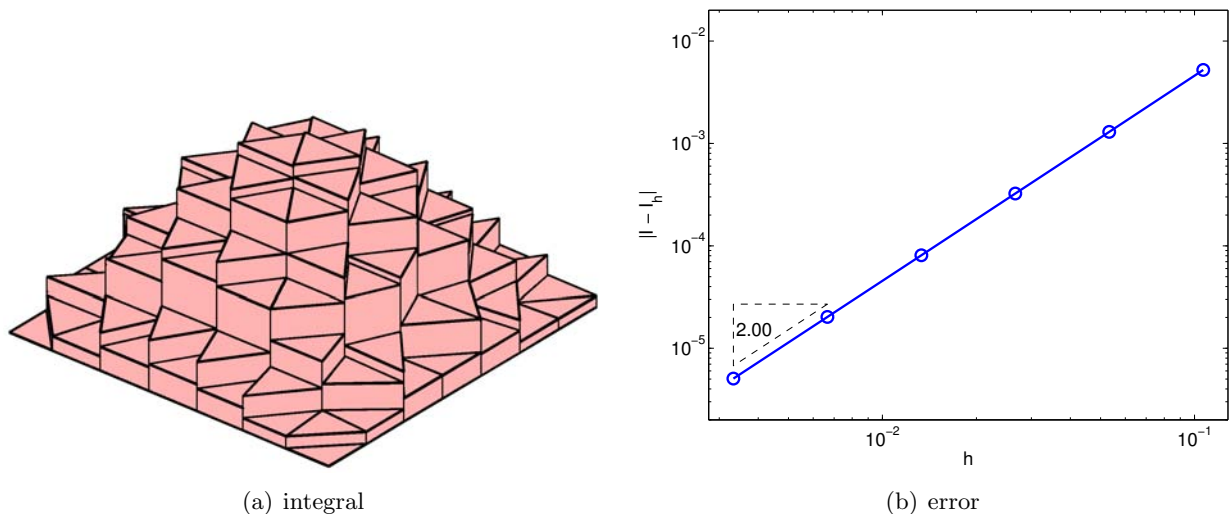 10⁻²
10⁻³
|I − I_h|
10⁻⁴
2.00
10⁻⁵
10⁻²
10⁻¹
h
(a) integral
(b) error